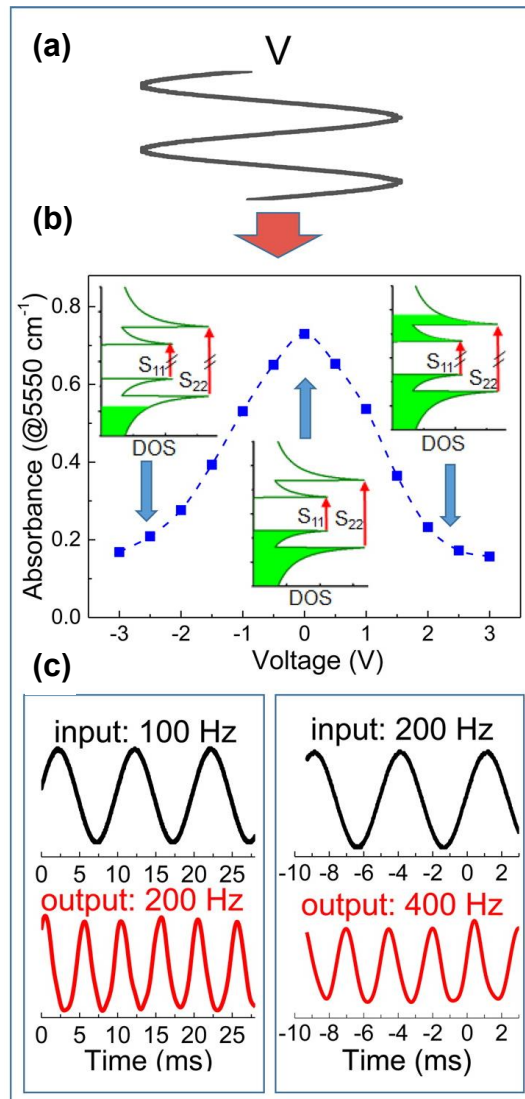 (a)
V
(b)
Absorbance (@5550 cm⁻¹)
0.8
0.6
0.4
0.2
0.0
S₁₁
S₂₂
DOS
S₁₁
S₂₂
DOS
S₁₁
S₂₂
DOS
-3 -2 -1 0 1 2 3
Voltage (V)
(c)
input: 100 Hz
0 5 10 15 20 25
output: 200 Hz
0 5 10 15 20 25
Time (ms)
input: 200 Hz
-10 -8 -6 -4 -2 0 2
output: 400 Hz
-10 -8 -6 -4 -2 0 2
Time (ms)